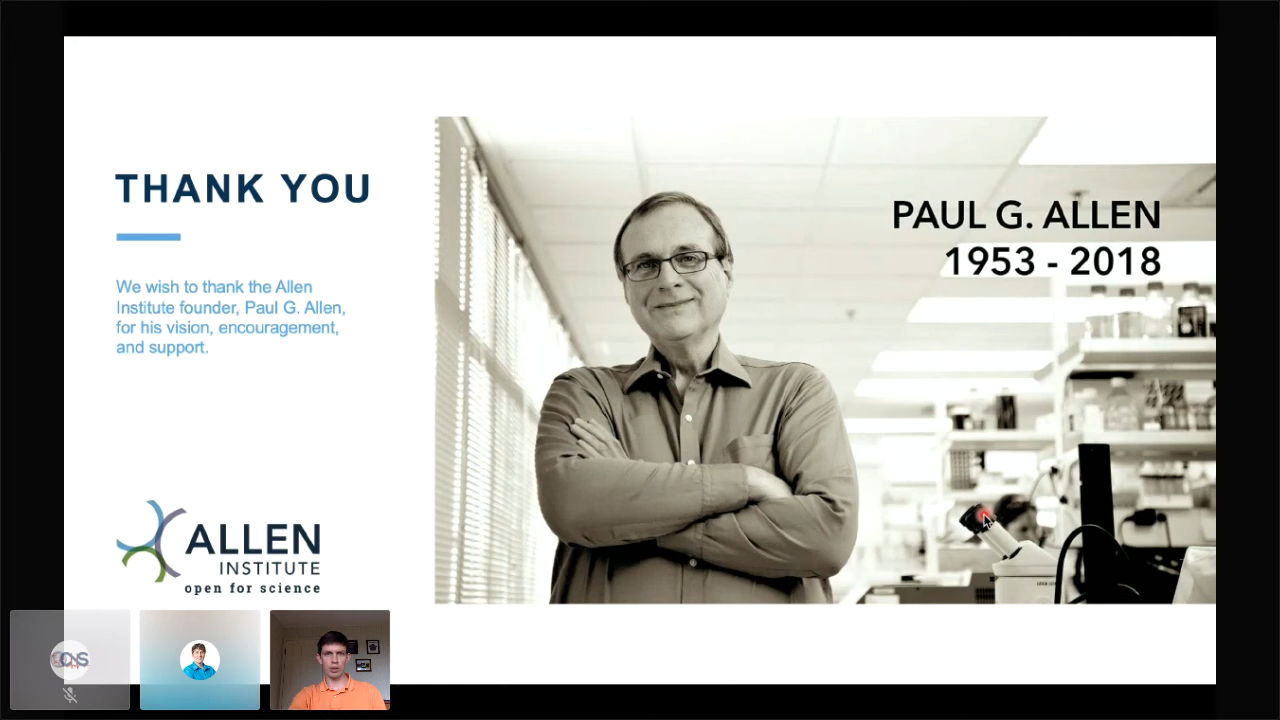 THANK YOU
We wish to thank the Allen
Institute founder, Paul G. Allen,
for his vision, encouragement,
and support.
PAUL G. ALLEN
1953 - 2018
ALLEN
INSTITUTE
open for science